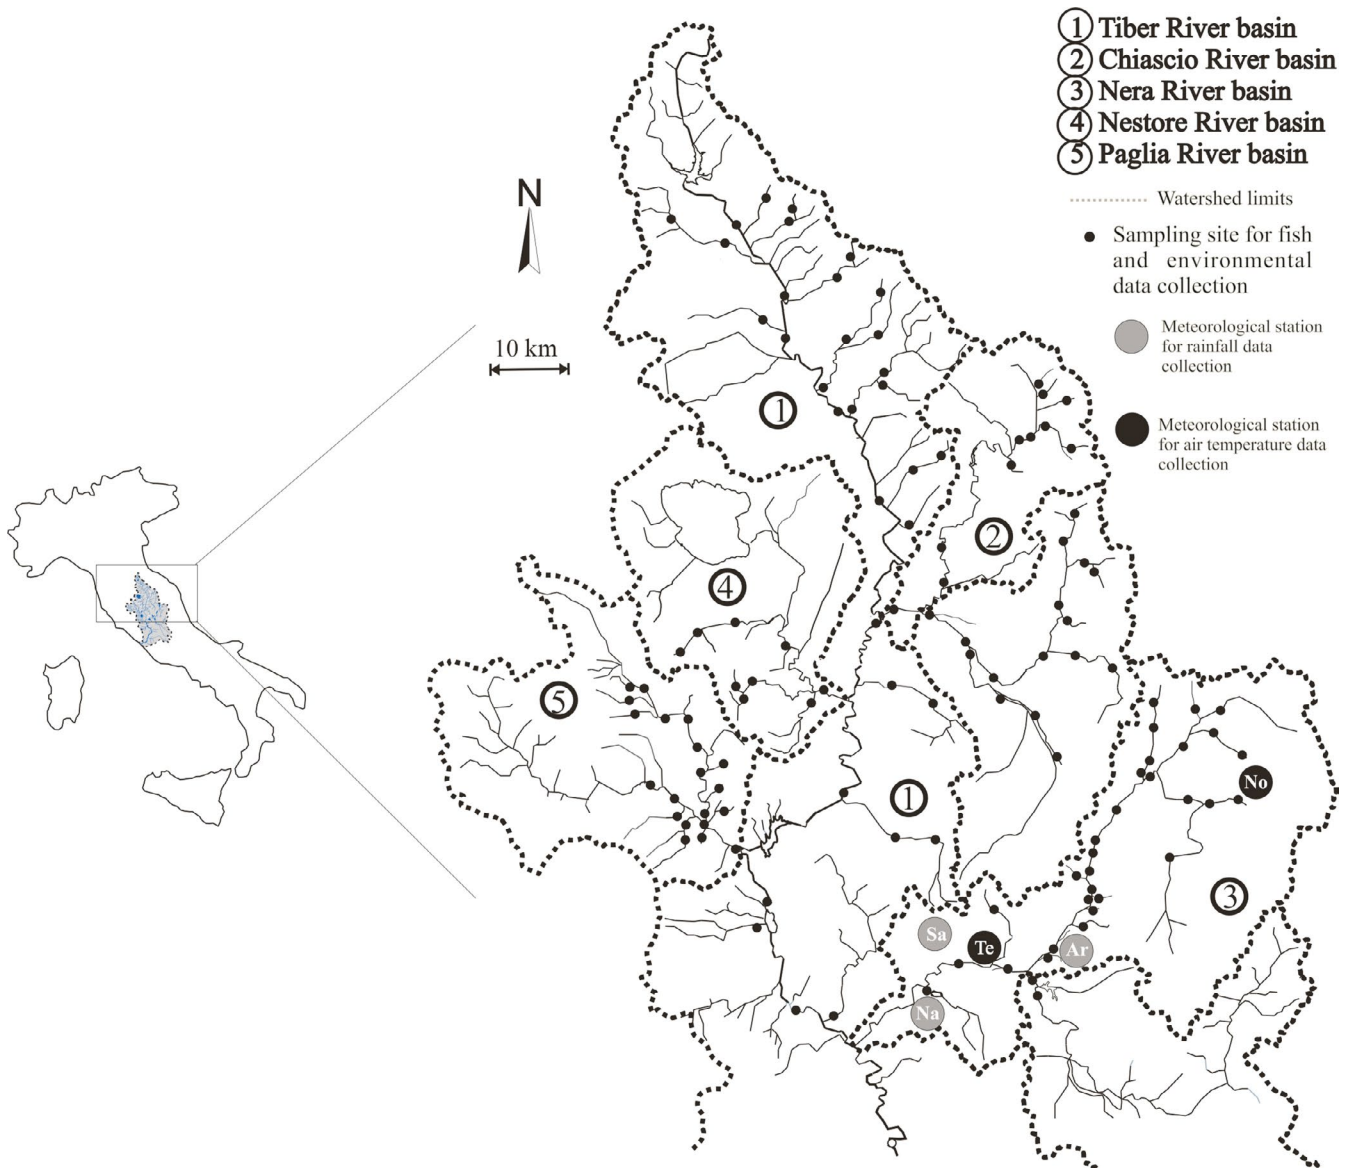 1 Tiber River basin
2 Chiascio River basin
3 Nera River basin
4 Nestore River basin
5 Paglia River basin
Watershed limits
Sampling site for fish
and environmental
data collection
Meteorological station
for rainfall data
collection
Meteorological station
for air temperature data
collection
N
10 km
1
2
4
5
1
No
3
Sa
Te
Ar
Na